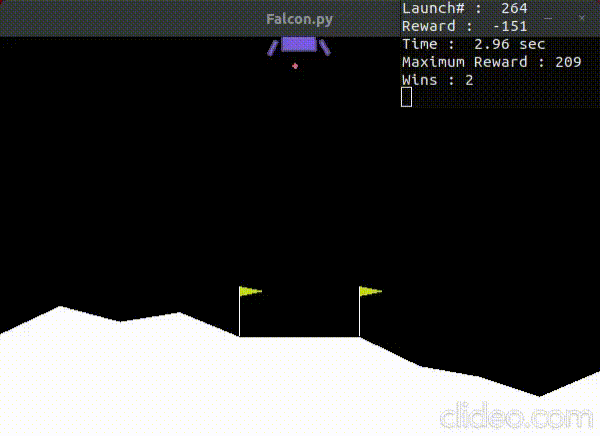 Falcon.py
Launch# :  264
Reward :  -151
Time :  2.96 sec
Maximum Reward : 209
Wins : 2
clideo.com